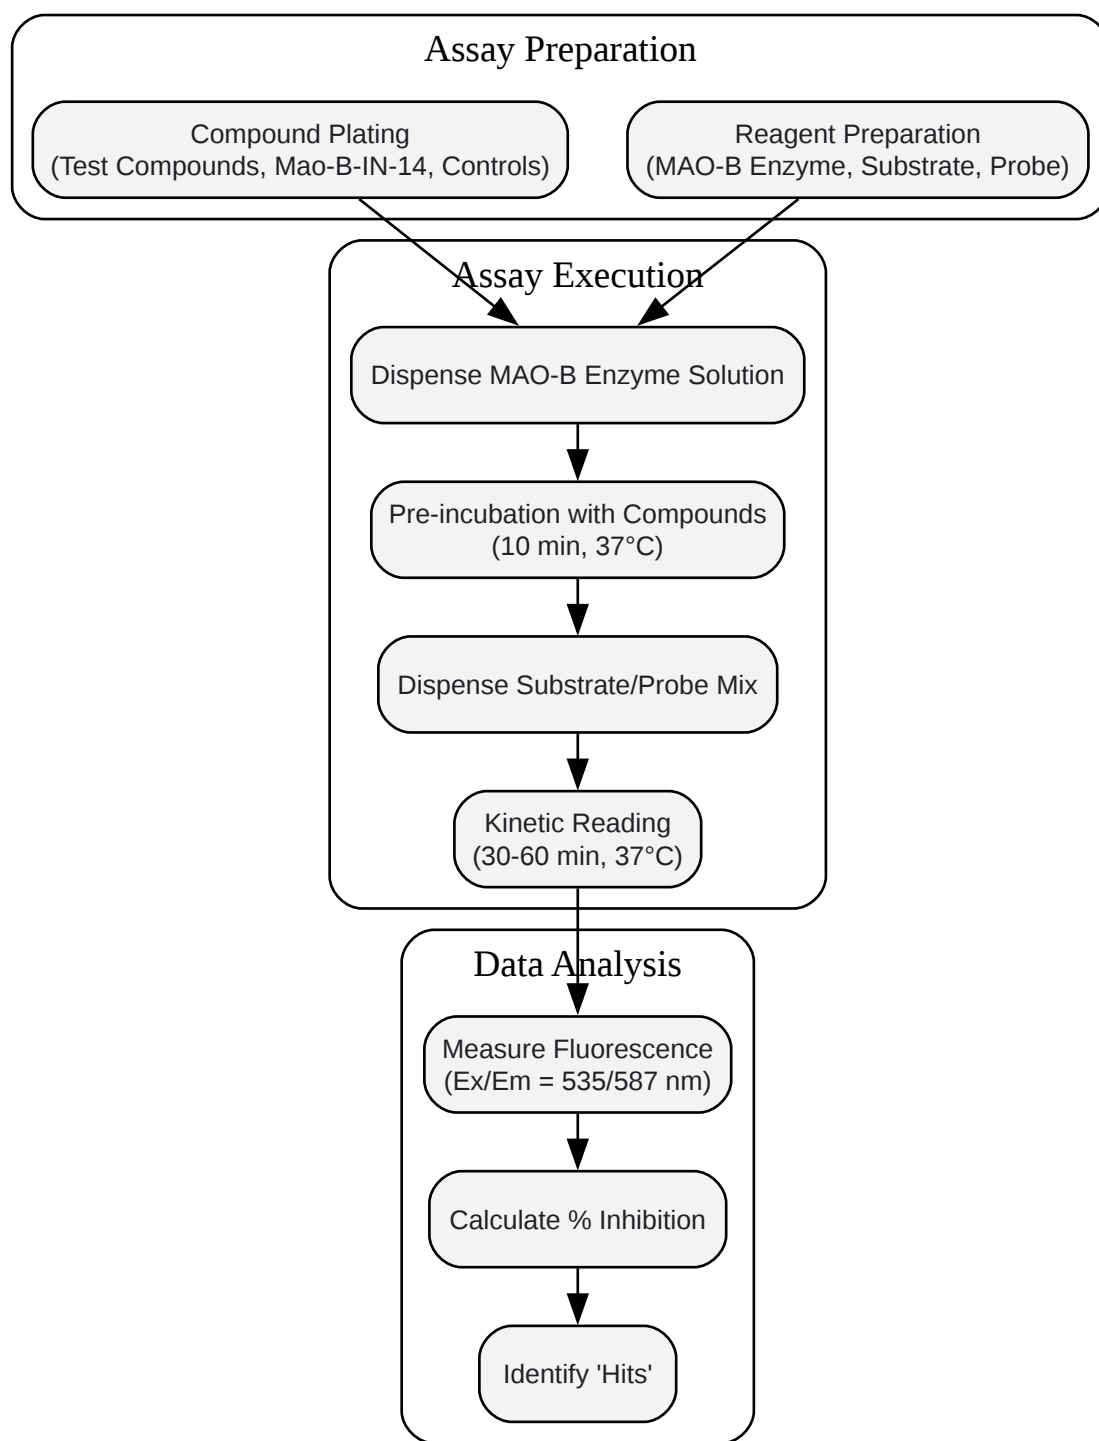 Assay Preparation
Compound Plating
(Test Compounds, Mao-B-IN-14, Controls)
Reagent Preparation
(MAO-B Enzyme, Substrate, Probe)
Assay Execution
Dispense MAO-B Enzyme Solution
Pre-incubation with Compounds
(10 min, 37°C)
Dispense Substrate/Probe Mix
Kinetic Reading
(30-60 min, 37°C)
Data Analysis
Measure Fluorescence
(Ex/Em = 535/587 nm)
Calculate % Inhibition
Identify 'Hits'